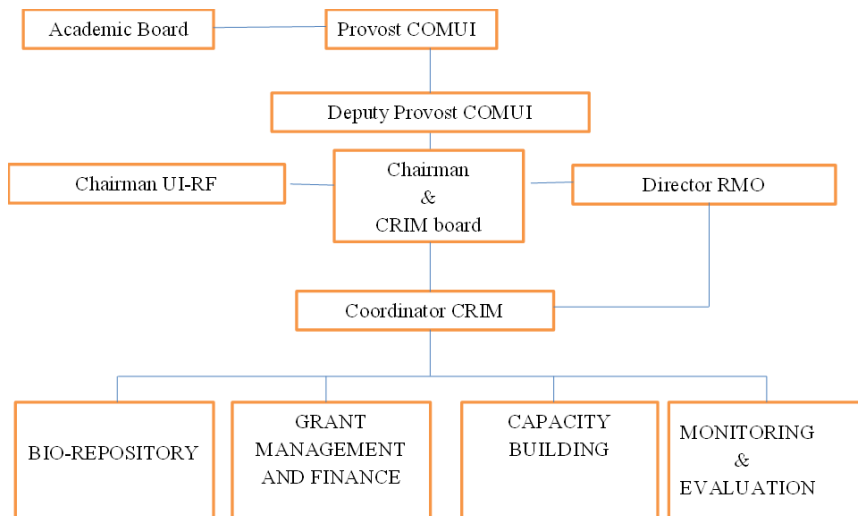 Academic Board
Provost COMUI
Deputy Provost COMUI
Chairman UI-RF
Chairman
&
CRIM board
Director RMO
Coordinator CRIM
BIO-REPOSITORY
GRANT
MANAGEMENT
AND FINANCE
CAPACITY
BUILDING
MONITORING
&
EVALUATION